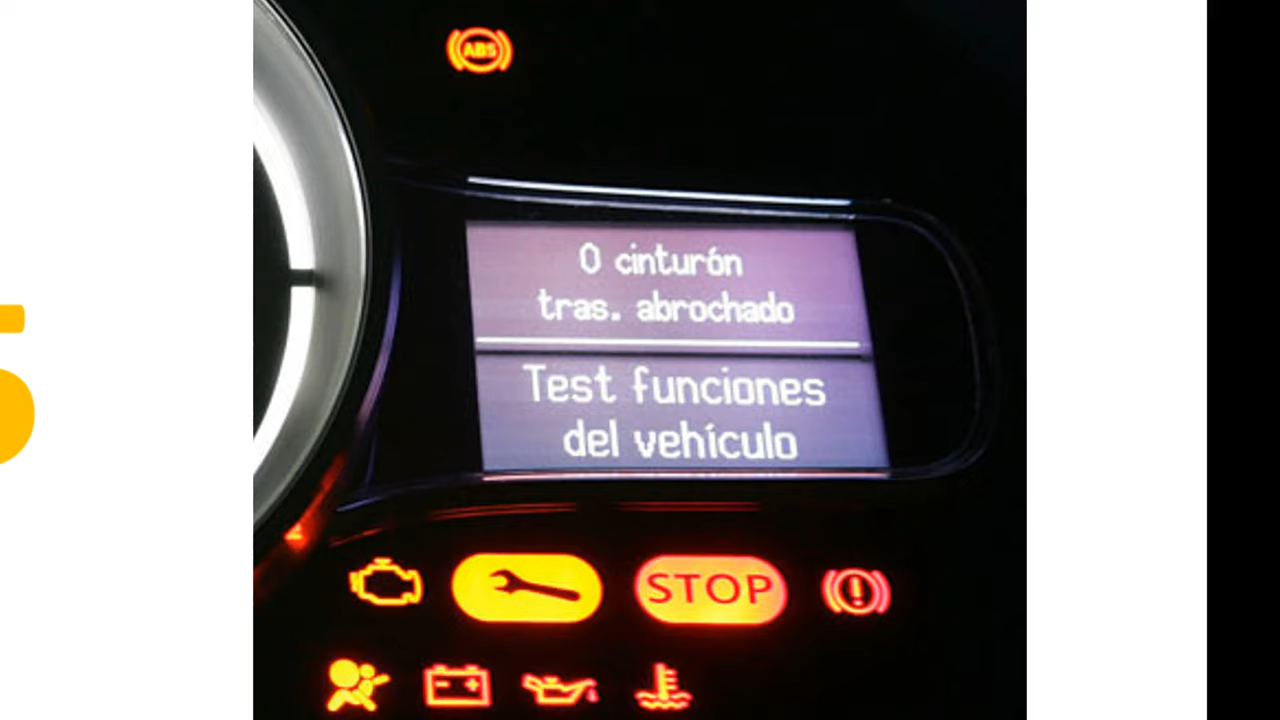 ABS
0 cinturón
tras. abrochado
Test funciones
del vehículo
STOP